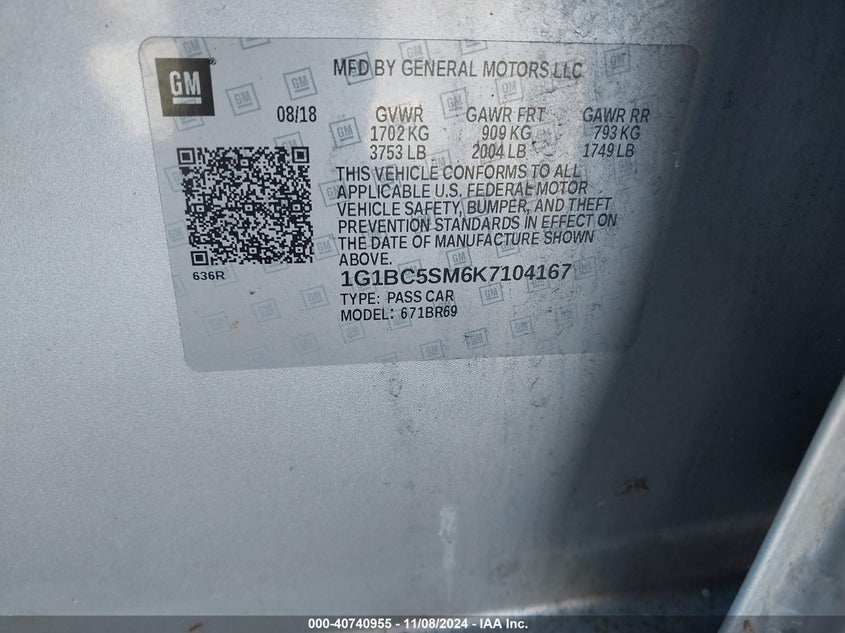 GM
MFD BY GENERAL MOTORS LLC
08/18 GVWR GAWR FRT GAWR RR
1702 KG 909 KG 793 KG
3753 LB 2004 LB 1749 LB
THIS VEHICLE CONFORMS TO ALL
APPLICABLE U.S. FEDERAL MOTOR
VEHICLE SAFETY, BUMPER, AND THEFT
PREVENTION STANDARDS IN EFFECT ON
THE DATE OF MANUFACTURE SHOWN
ABOVE.
636R
1G1BC5SM6K7104167
TYPE: PASS CAR
MODEL: 671BR69
000-40740955 - 11/08/2024 - IAA Inc.